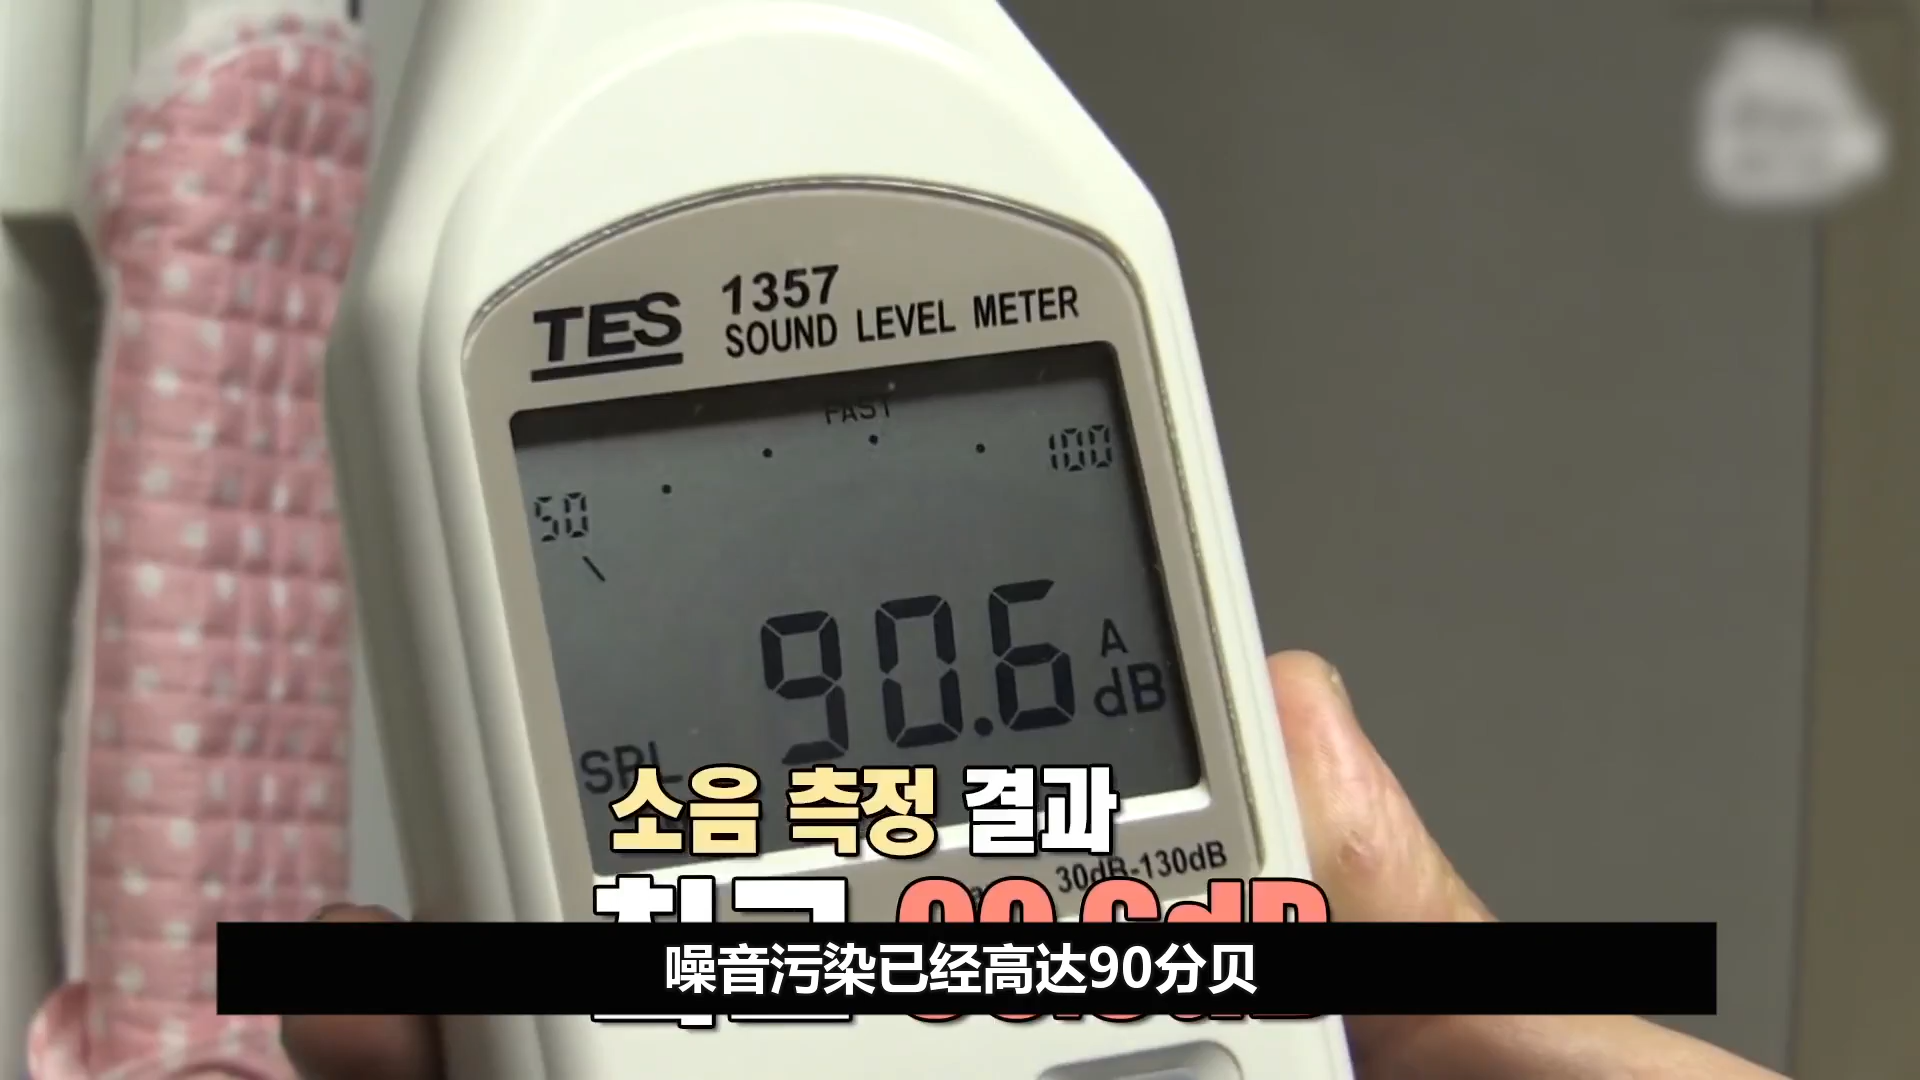 TES 1357
SOUND LEVEL METER
FAST
50 100
90.6 A dB
SPL
소음 측정 결과
30dB-130dB
噪音污染已经高达90分贝